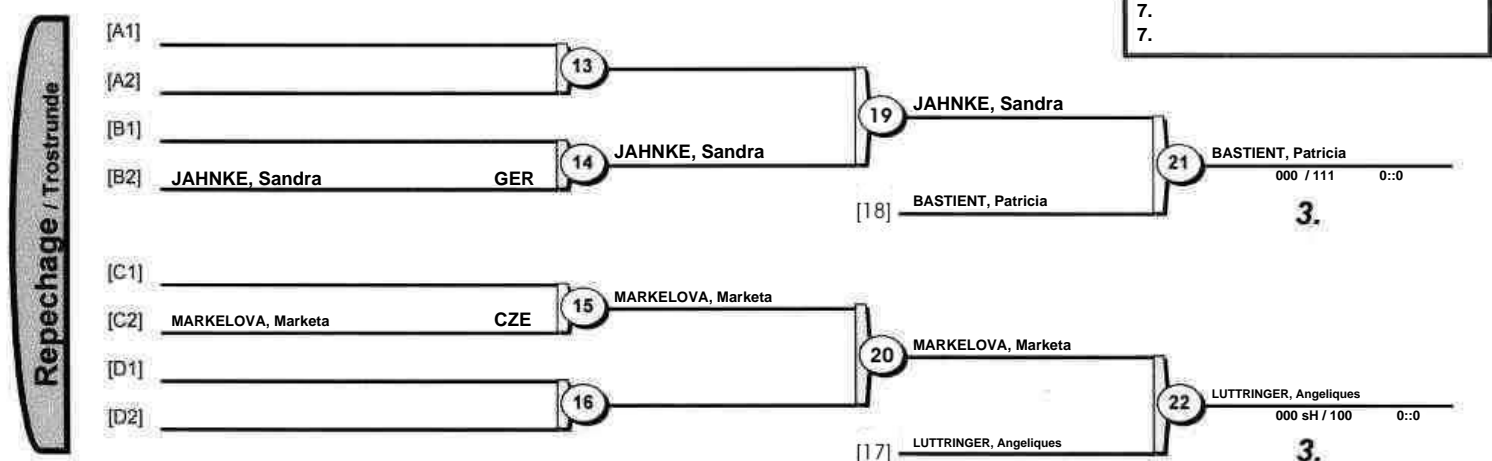 7.
7.
Repechage / Trostrunde
[A1]
[A2]
13
[B1]
[B2] JAHNKE, Sandra GER
14 JAHNKE, Sandra
19 JAHNKE, Sandra
[18] BASTIENT, Patricia
21 BASTIENT, Patricia
000 / 111 0::0
3.
[C1]
[C2] MARKELOVA, Marketa CZE
15 MARKELOVA, Marketa
[D1]
[D2]
16
20 MARKELOVA, Marketa
[17] LUTTRINGER, Angeliques
22 LUTTRINGER, Angeliques
000 sH / 100 0::0
3.